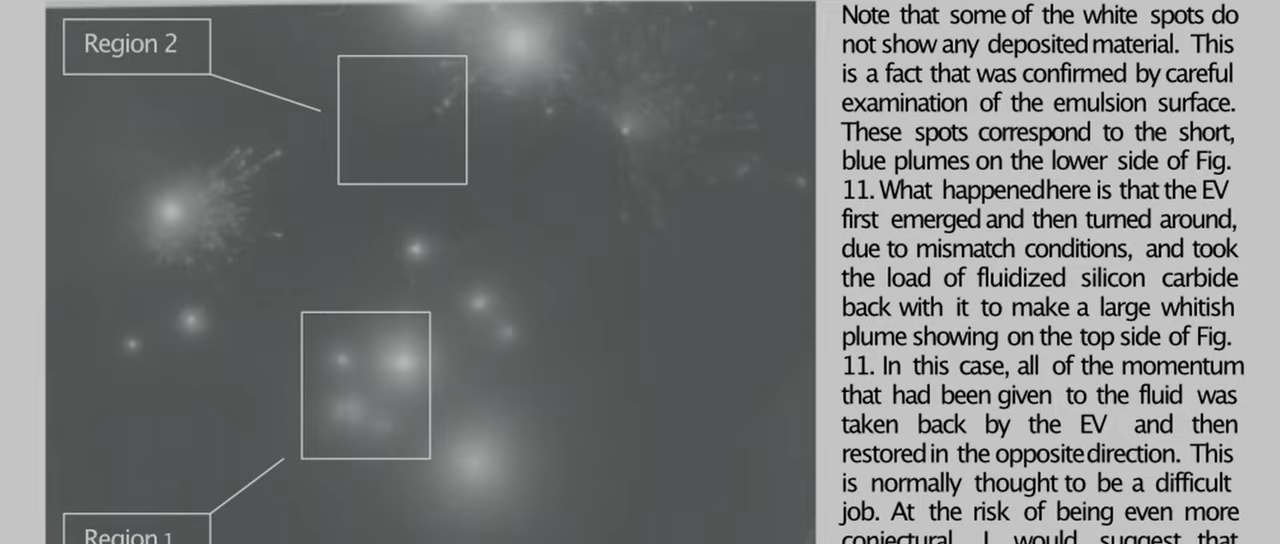 Region 2
Region 1
Note that some of the white spots do
not show any deposited material. This
is a fact that was confirmed by careful
examination of the emulsion surface.
These spots correspond to the short,
blue plumes on the lower side of Fig.
11. What happened here is that the EV
first emerged and then turned around,
due to mismatch conditions, and took
the load of fluidized silicon carbide
back with it to make a large whitish
plume showing on the top side of Fig.
11. In this case, all of the momentum
that had been given to the fluid was
taken back by the EV and then
restored in the opposite direction. This
is normally thought to be a difficult
job. At the risk of being even more
conjectural, I would suggest that